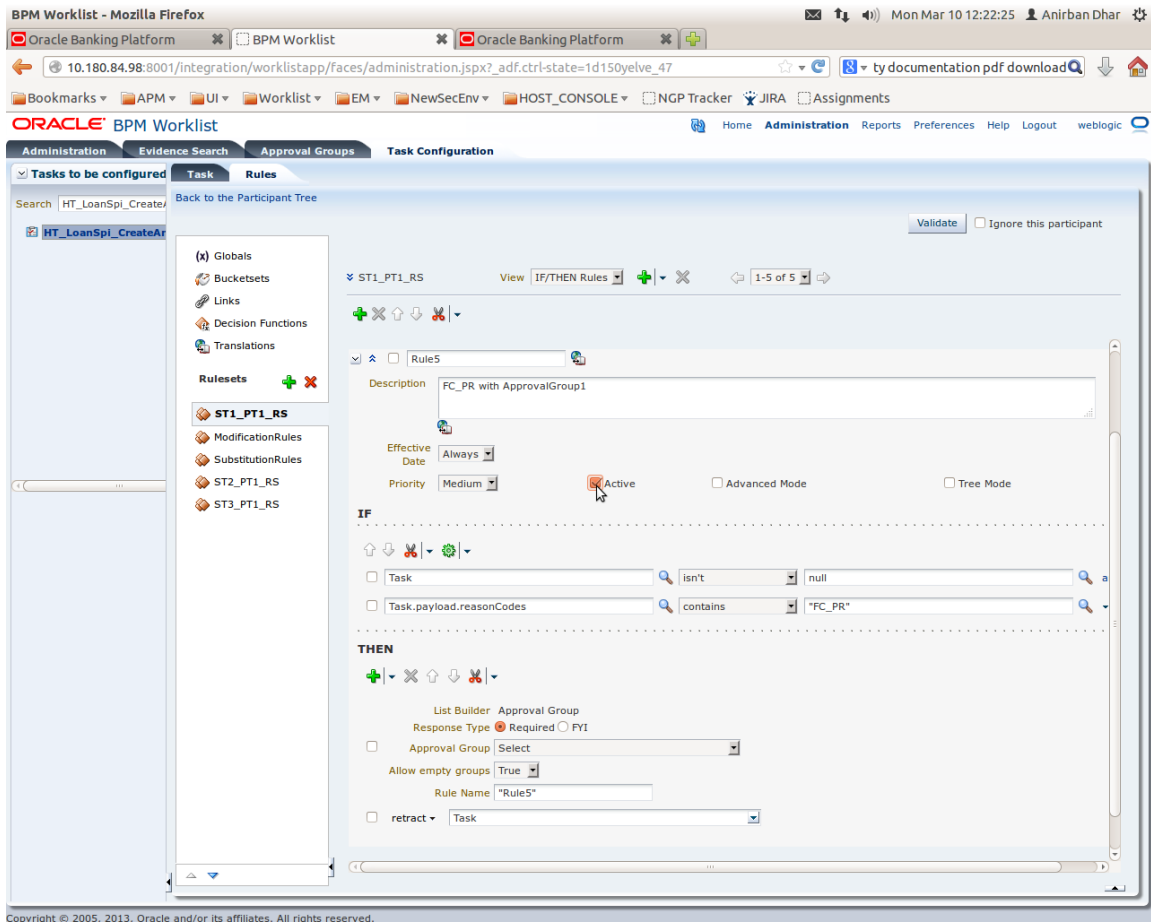 BPM Worklist - Mozilla Firefox
Mon Mar 10 12:22:25 Anirban Dhar
Oracle Banking Platform BPM Worklist Oracle Banking Platform
10.180.84.98:8001/integration/worklistapp/faces/administration.jspx?_adf.ctrl-state=1d150yelve_47 ty documentation pdf download
Bookmarks APM UI Worklist EM NewSecEnv HOST_CONSOLE NGP Tracker JIRA Assignments
ORACLE BPM Worklist Home Administration Reports Preferences Help Logout weblogic
Administration Evidence Search Approval Groups Task Configuration
Tasks to be configured Task Rules
Search HT_LoanSpi_CreateA Back to the Participant Tree
Validate Ignore this participant
HT_LoanSpi_CreateAr
(x) Globals
Bucketsets ST1_PT1_RS View IF/THEN Rules 1-5 of 5
Links
Decision Functions
Translations
Rule5
Rulesets
Description FC_PR with ApprovalGroup1
ST1_PT1_RS
ModificationRules
SubstitutionRules
ST2_PT1_RS
ST3_PT1_RS
Effective Date Always
Priority Medium Active Advanced Mode Tree Mode
IF
Task isn't null a
Task.payload.reasonCodes contains "FC_PR"
THEN
List Builder Approval Group
Response Type Required FYI
Approval Group Select
Allow empty groups True
Rule Name "Rule5"
retract Task
Copyright © 2005, 2013, Oracle and/or its affiliates. All rights reserved.